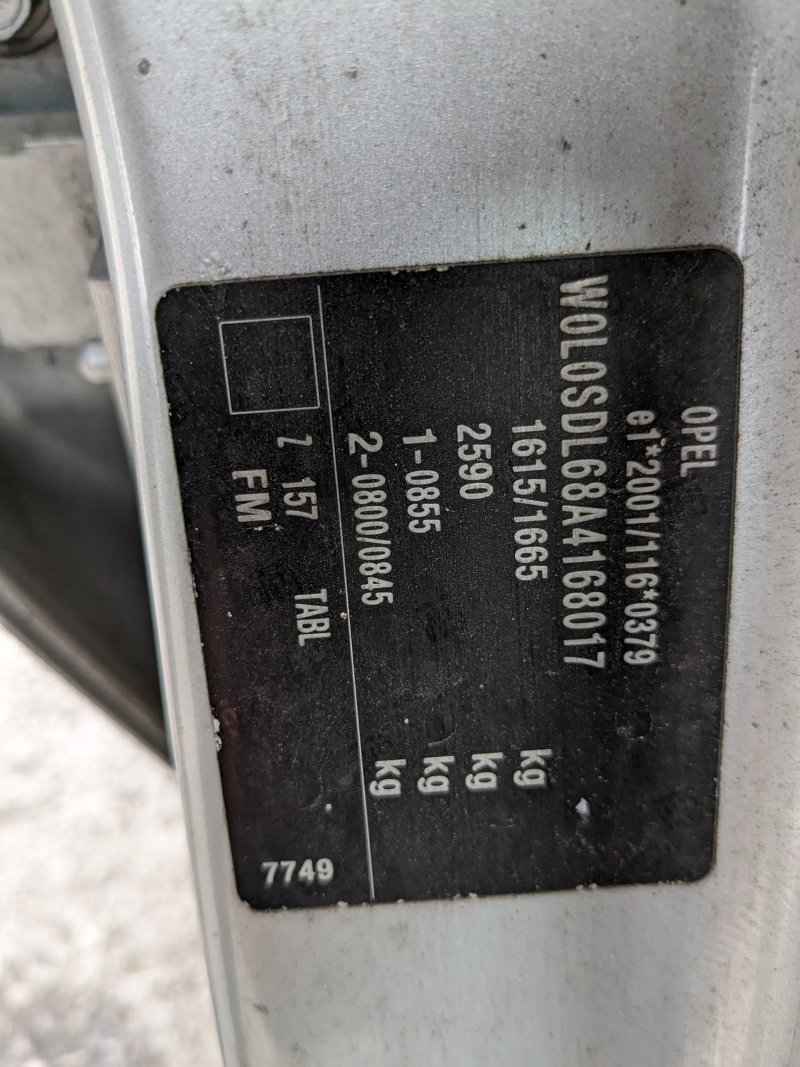 OPEL
e1*2001/116*0379
W0L0SDL68A4168017
1615/1665 kg
2590 kg
1-0855 kg
2-0800/0845 kg
Z 157 TABL
FM
7749